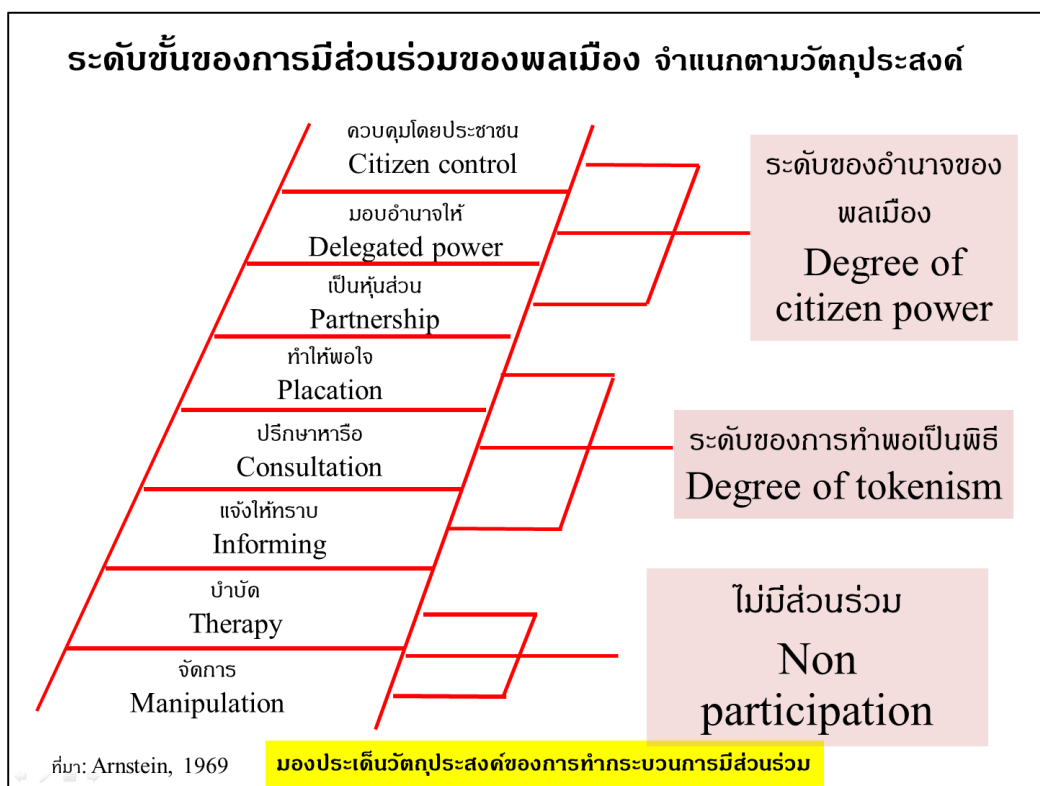 ระดับขั้นของการมีส่วนร่วมของพลเมือง จำแนกตามวัตถุประสงค์
ควบคุมโดยประชาชน
Citizen control
มอบอำนาจให้
Delegated power
เป็นหุ้นส่วน
Partnership
ทำให้พอใจ
Placation
ปรึกษาหารือ
Consultation
แจ้งให้ทราบ
Informing
บำบัด
Therapy
จัดการ
Manipulation
ระดับของอำนาจของ
พลเมือง
Degree of
citizen power
ระดับของการทำพอเป็นพิธี
Degree of tokenism
ไม่มีส่วนร่วม
Non
participation
ที่มา: Arnstein, 1969
มองประเด็นวัตถุประสงค์ของการทำกระบวนการมีส่วนร่วม